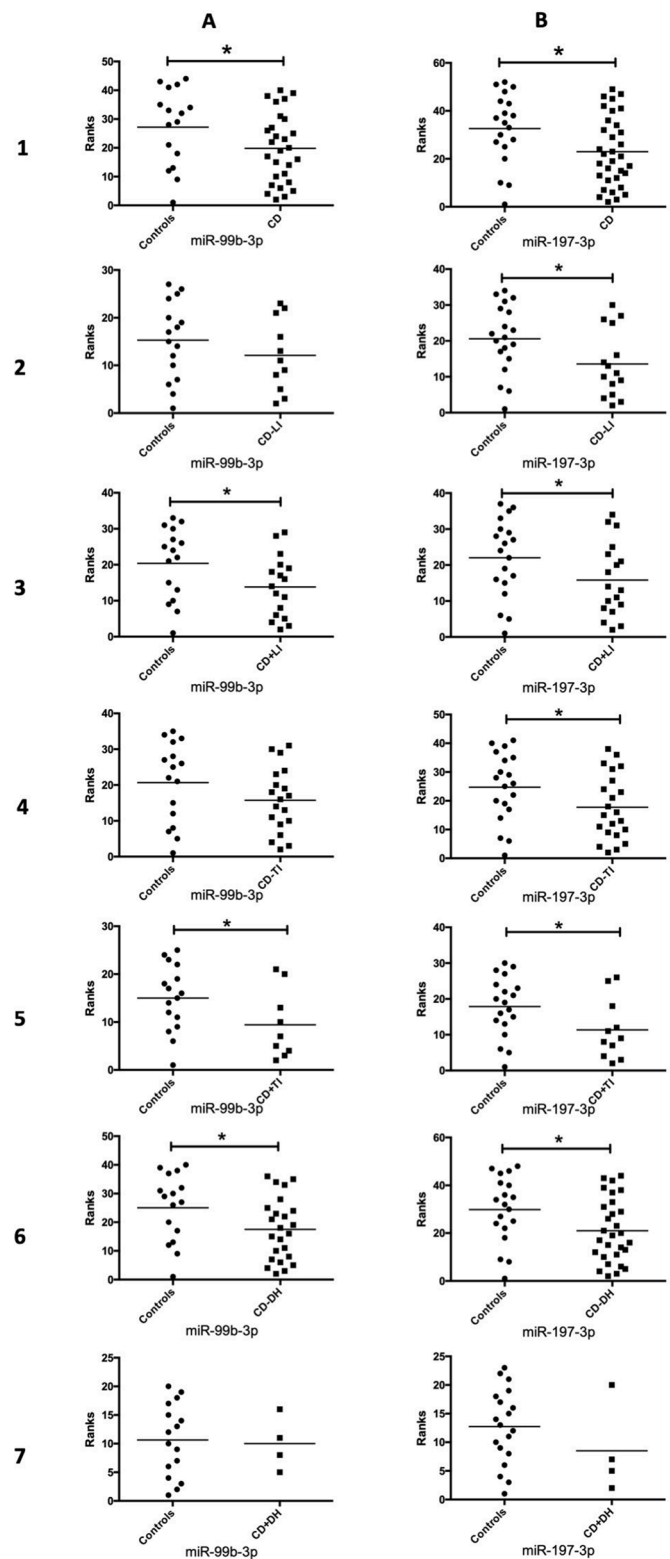 A B
* *
50
40
30
20
10
0
Ranks
Controls CD
miR-99b-3p
60
40
20
0
Ranks
Controls CD
miR-197-3p
1
30
20
10
0
Ranks
Controls CD-LI
miR-99b-3p
*
40
30
20
10
0
Ranks
Controls CD-LI
miR-197-3p
2
*
40
30
20
10
0
Ranks
Controls CD+LI
miR-99b-3p
*
40
30
20
10
0
Ranks
Controls CD+LI
miR-197-3p
3
40
30
20
10
0
Ranks
Controls CD-TI
miR-99b-3p
*
50
40
30
20
10
0
Ranks
Controls CD-TI
miR-197-3p
4
*
30
20
10
0
Ranks
Controls CD+TI
miR-99b-3p
*
40
30
20
10
0
Ranks
Controls CD+TI
miR-197-3p
5
*
50
40
30
20
10
0
Ranks
Controls CD-DH
miR-99b-3p
*
60
40
20
0
Ranks
Controls CD-DH
miR-197-3p
6
25
20
15
10
5
0
Ranks
Controls CD+DH
miR-99b-3p
25
20
15
10
5
0
Ranks
Controls CD+DH
miR-197-3p
7